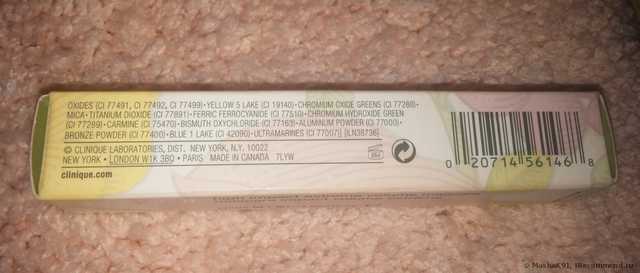 OXIDES (CI 77491, CI 77492, CI 77499)•YELLOW 5 LAKE (CI 19140)•CHROMIUM OXIDE GREENS (CI 77288)•
MICA•TITANIUM DIOXIDE (CI 77891)•FERRIC FERROCYANIDE (CI 77510)•CHROMIUM HYDROXIDE GREEN
(CI 77289)•CARMINE (CI 75470)•BISMUTH OXYCHLORIDE (CI 77163)•ALUMINUM POWDER (CI 77000)•
BRONZE POWDER (CI 77400)•BLUE 1 LAKE (CI 42090)•ULTRAMARINES (CI 77007)] [ILN38736]
© CLINIQUE LABORATORIES, DIST. NEW YORK, N.Y. 10022
NEW YORK • LONDON W1K 3BQ • PARIS MADE IN CANADA 7LYW
clinique.com
0 20714 56146 8
© MashaK91, IRecommend.ru